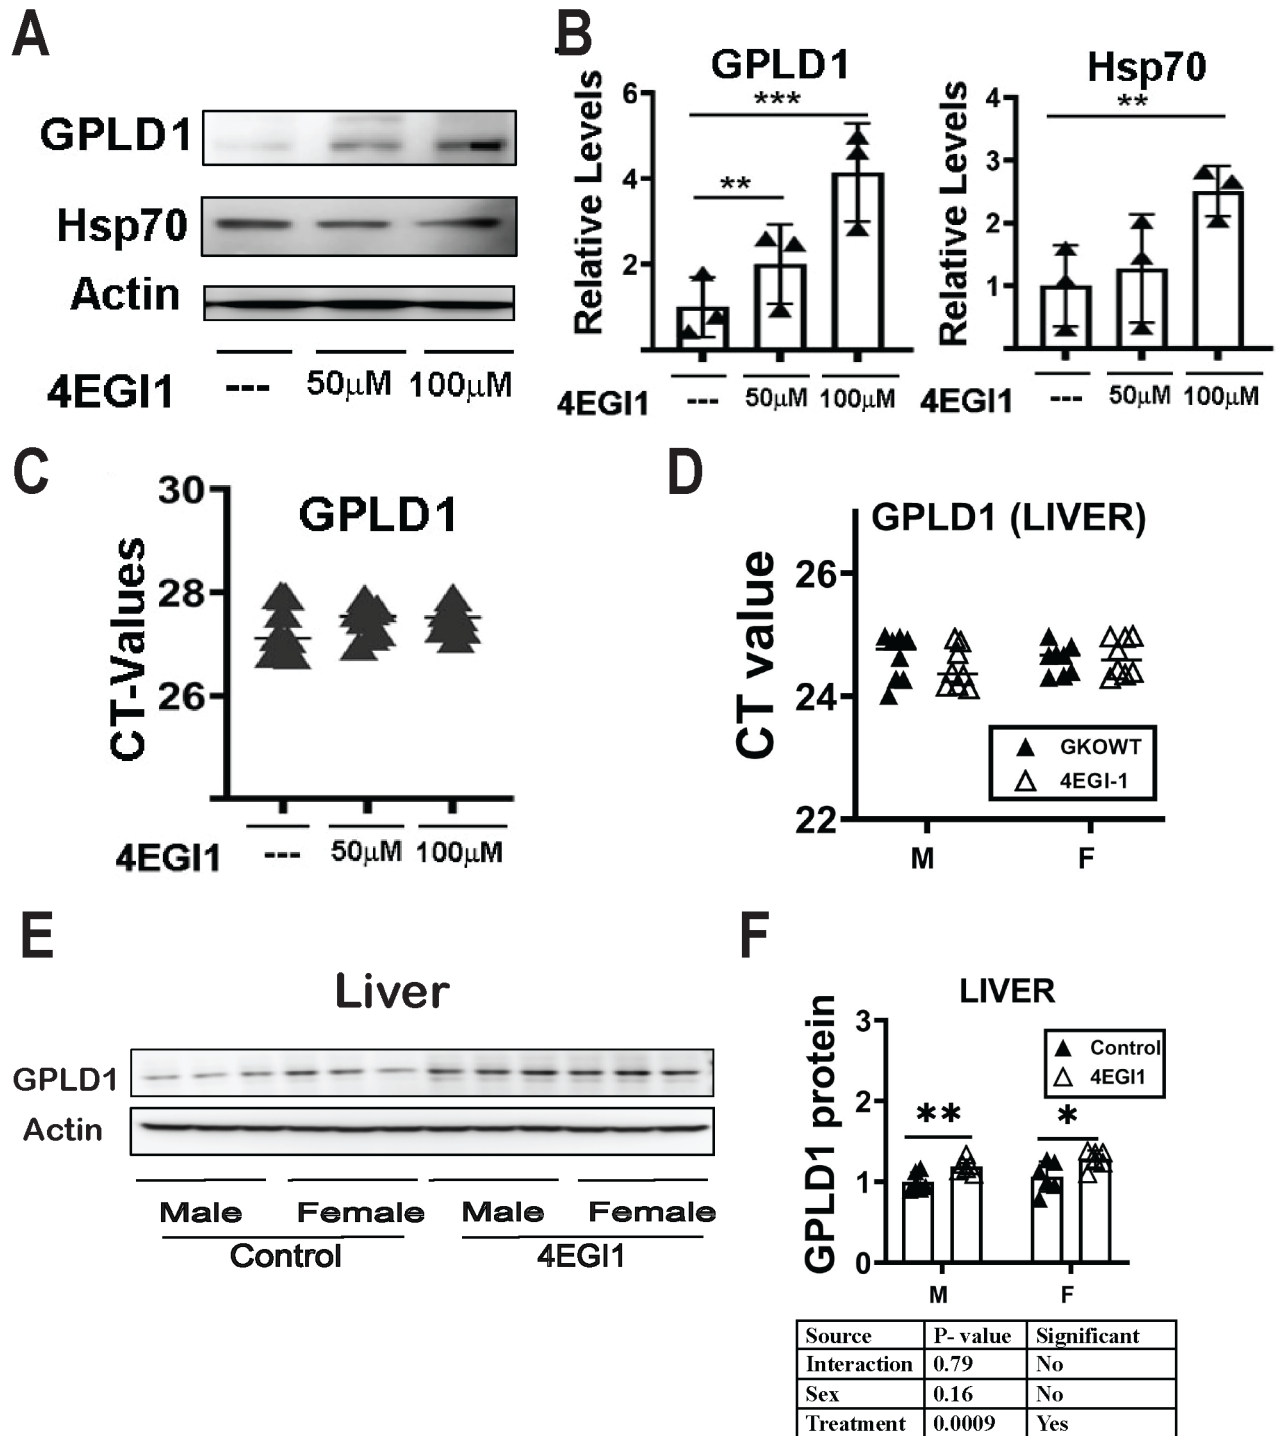 A
GPLD1
Hsp70
Actin
4EGI1 --- 50µM 100µM
B
GPLD1
Relative Levels
6
4
2
***
**
4EGI1 --- 50µM 100µM
Hsp70
Relative Levels
4
3
2
1
**
4EGI1 --- 50µM 100µM
C
GPLD1
CT-Values
30
28
26
4EGI1 --- 50µM 100µM
D
GPLD1 (LIVER)
CT value
26
24
22
GKOWT
4EGI-1
M F
E
Liver
GPLD1
Actin
Male Female Male Female
Control 4EGI1
F
LIVER
GPLD1 protein
3
2
1
0
Control
4EGI1
** *
M F
Source P- value Significant
Interaction 0.79 No
Sex 0.16 No
Treatment 0.0009 Yes